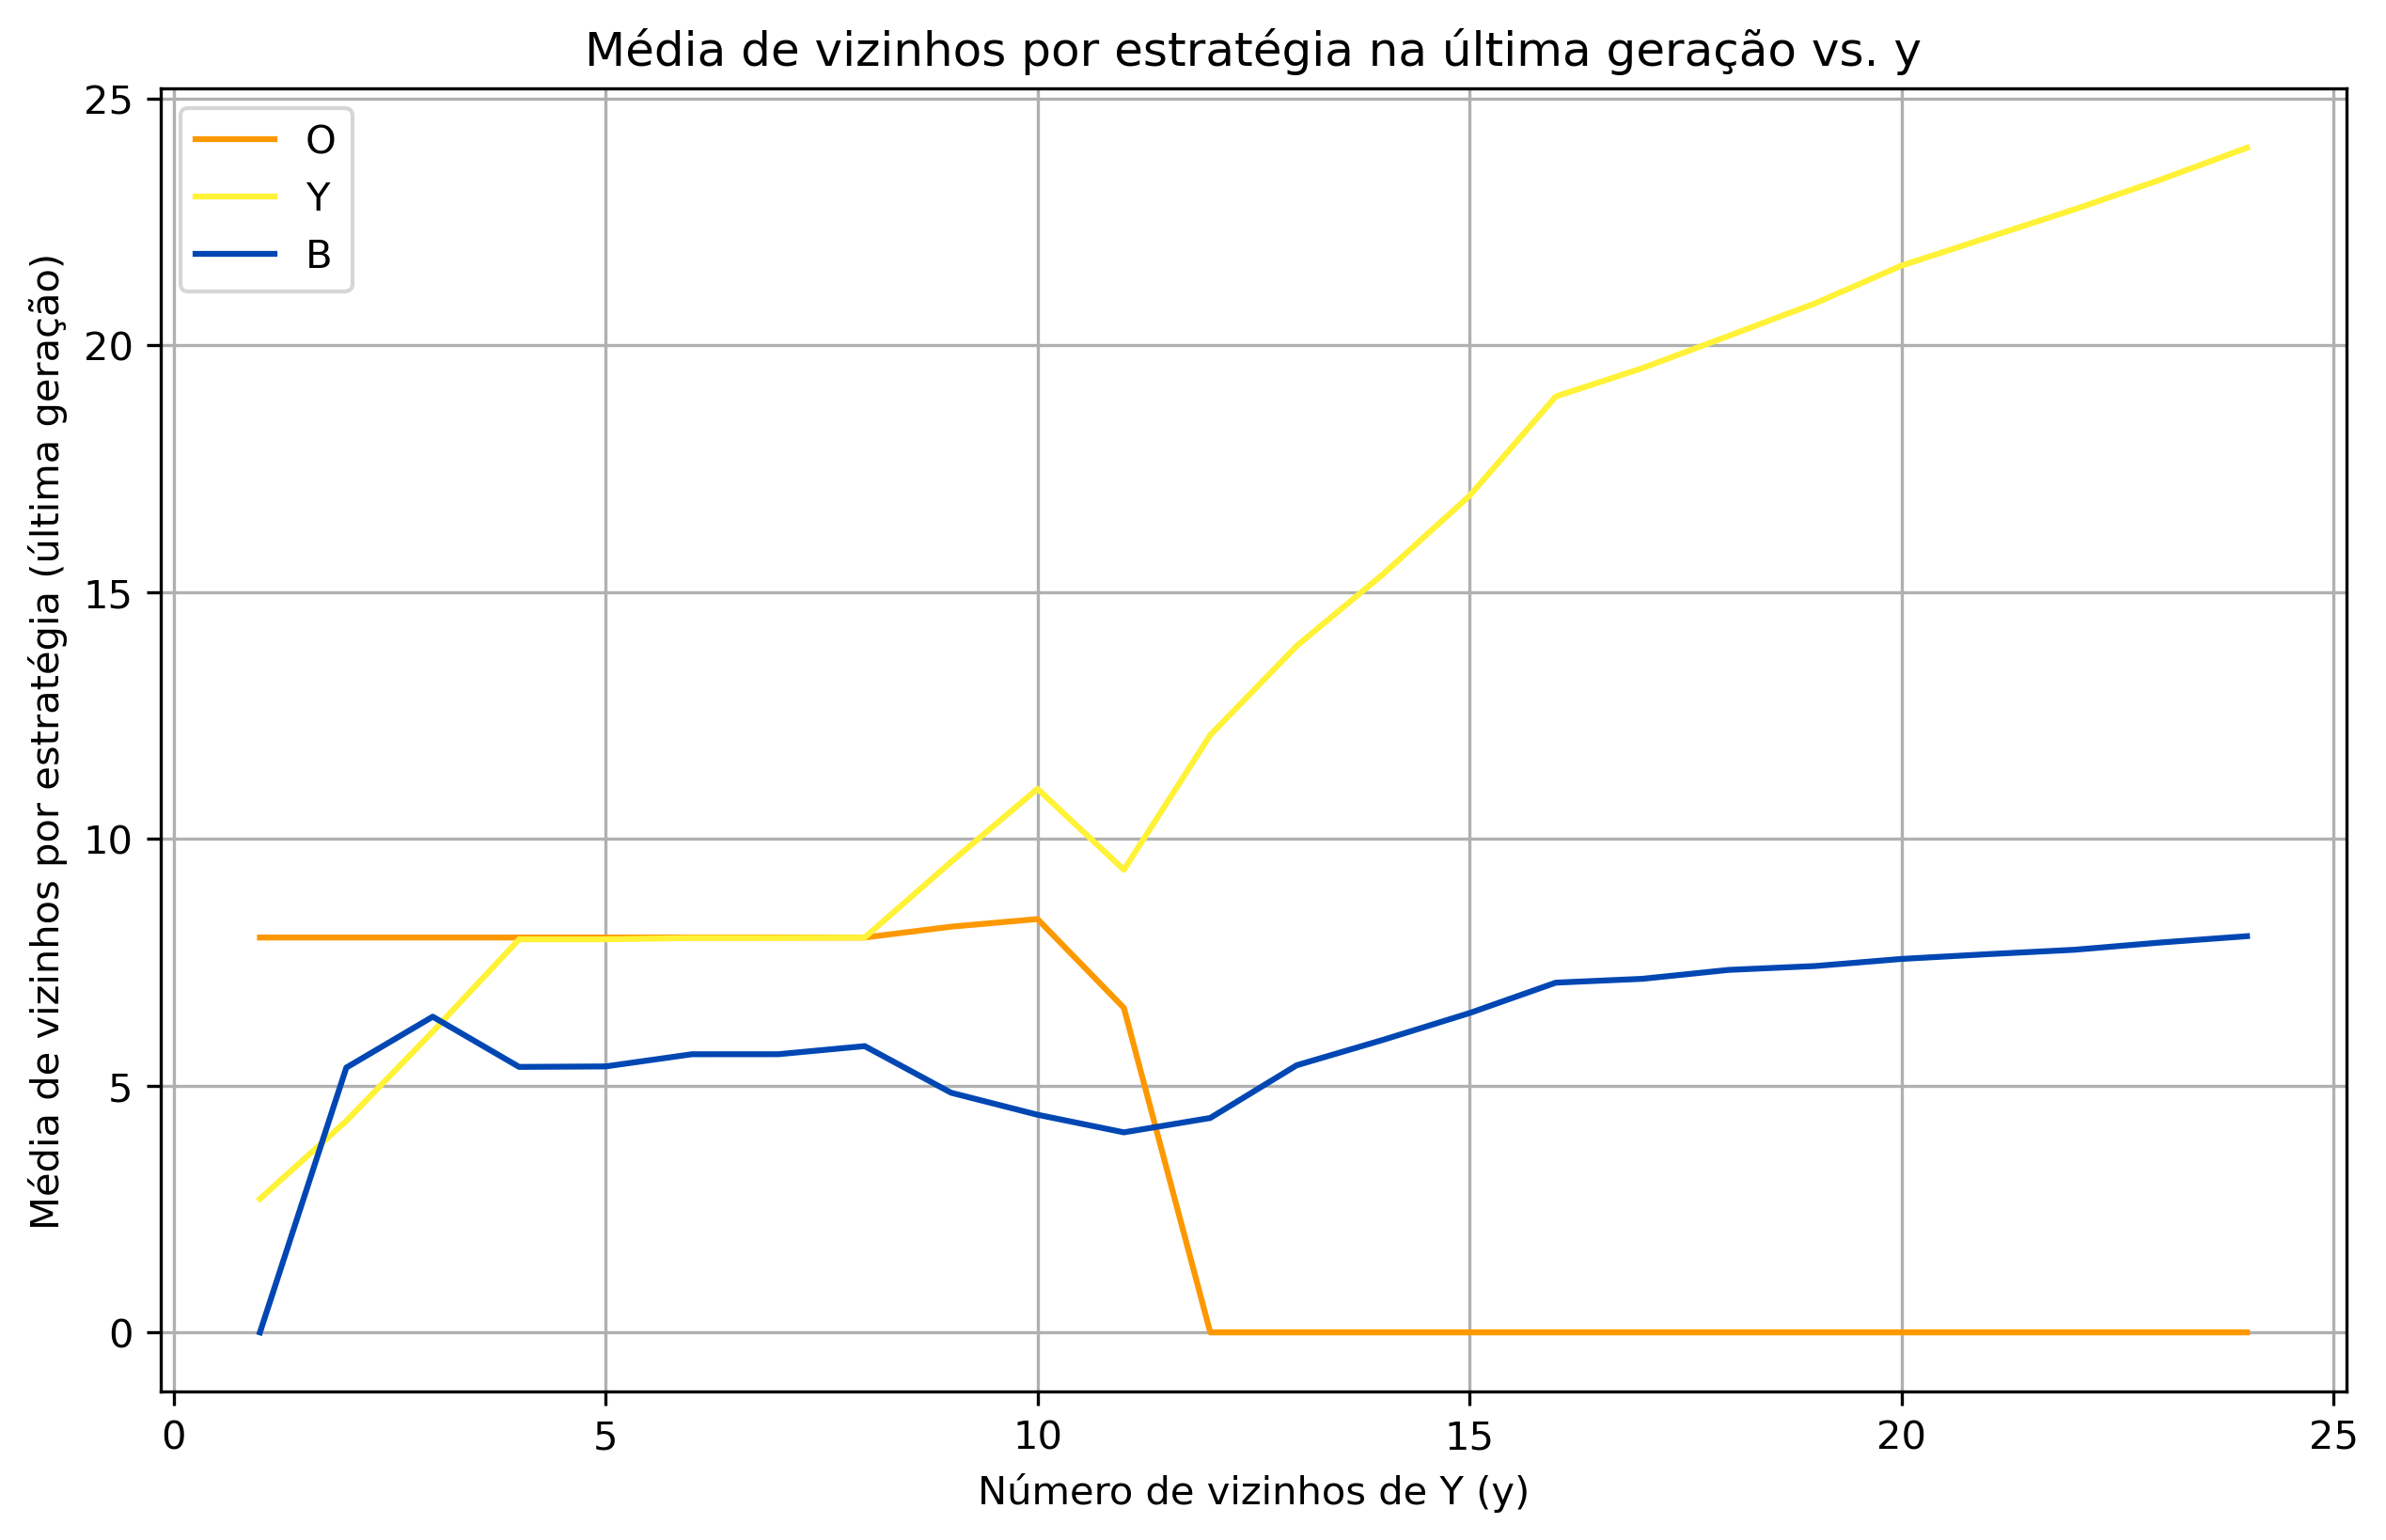 Média de vizinhos por estratégia na última geração vs. y
O
Y
B
Média de vizinhos por estratégia (última geração)
25
20
15
10
5
0
0 5 10 15 20 25
Número de vizinhos de Y (y)